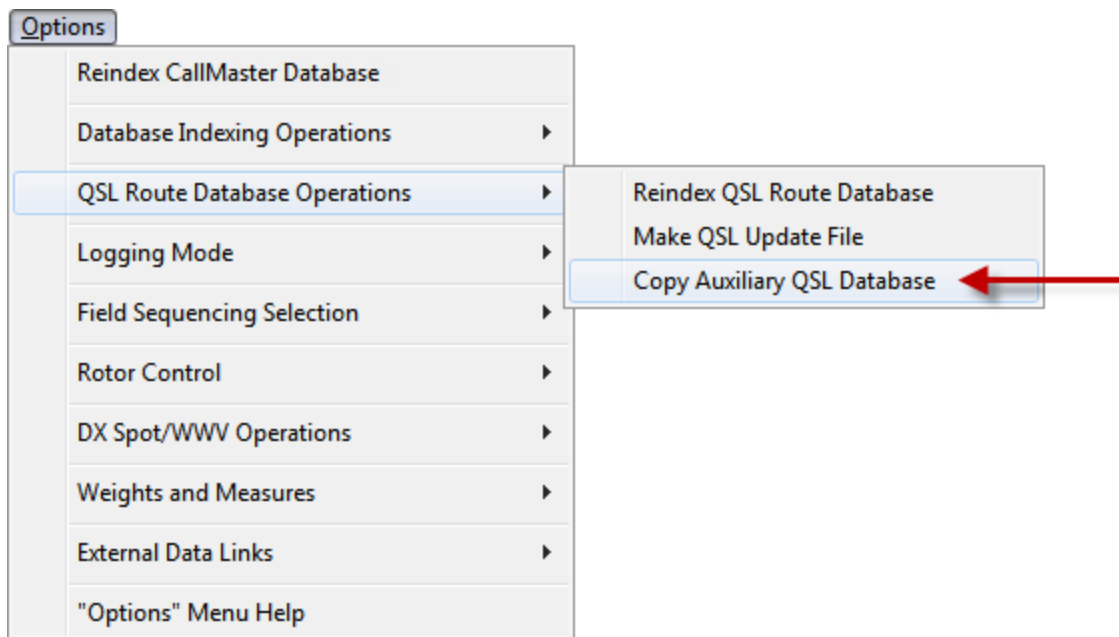 Options
Reindex CallMaster Database
Database Indexing Operations
QSL Route Database Operations
Reindex QSL Route Database
Make QSL Update File
Copy Auxiliary QSL Database
Logging Mode
Field Sequencing Selection
Rotor Control
DX Spot/WWV Operations
Weights and Measures
External Data Links
"Options" Menu Help